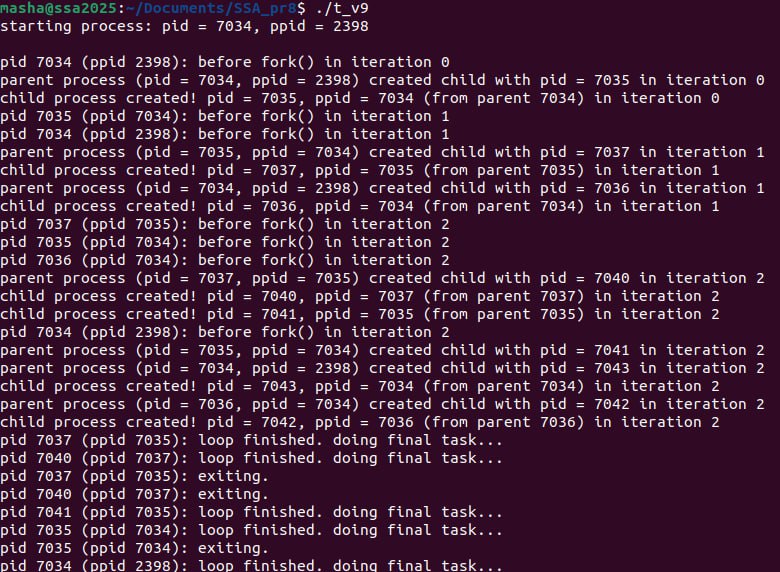 masha@ssa2025:~/Documents/SSA_pr8$ ./t_v9
starting process: pid = 7034, ppid = 2398
pid 7034 (ppid 2398): before fork() in iteration 0
parent process (pid = 7034, ppid = 2398) created child with pid = 7035 in iteration 0
child process created! pid = 7035, ppid = 7034 (from parent 7034) in iteration 0
pid 7035 (ppid 7034): before fork() in iteration 1
pid 7034 (ppid 2398): before fork() in iteration 1
parent process (pid = 7035, ppid = 7034) created child with pid = 7037 in iteration 1
child process created! pid = 7037, ppid = 7035 (from parent 7035) in iteration 1
parent process (pid = 7034, ppid = 2398) created child with pid = 7036 in iteration 1
child process created! pid = 7036, ppid = 7034 (from parent 7034) in iteration 1
pid 7037 (ppid 7035): before fork() in iteration 2
pid 7035 (ppid 7034): before fork() in iteration 2
pid 7036 (ppid 7034): before fork() in iteration 2
parent process (pid = 7037, ppid = 7035) created child with pid = 7040 in iteration 2
child process created! pid = 7040, ppid = 7037 (from parent 7037) in iteration 2
child process created! pid = 7041, ppid = 7035 (from parent 7035) in iteration 2
pid 7034 (ppid 2398): before fork() in iteration 2
parent process (pid = 7035, ppid = 7034) created child with pid = 7041 in iteration 2
parent process (pid = 7034, ppid = 2398) created child with pid = 7043 in iteration 2
child process created! pid = 7043, ppid = 7034 (from parent 7034) in iteration 2
parent process (pid = 7036, ppid = 7034) created child with pid = 7042 in iteration 2
child process created! pid = 7042, ppid = 7036 (from parent 7036) in iteration 2
pid 7037 (ppid 7035): loop finished. doing final task...
pid 7040 (ppid 7037): loop finished. doing final task...
pid 7037 (ppid 7035): exiting.
pid 7040 (ppid 7037): exiting.
pid 7041 (ppid 7035): loop finished. doing final task...
pid 7035 (ppid 7034): loop finished. doing final task...
pid 7035 (ppid 7034): exiting.
pid 7034 (ppid 2398): loop finished. doing final task...